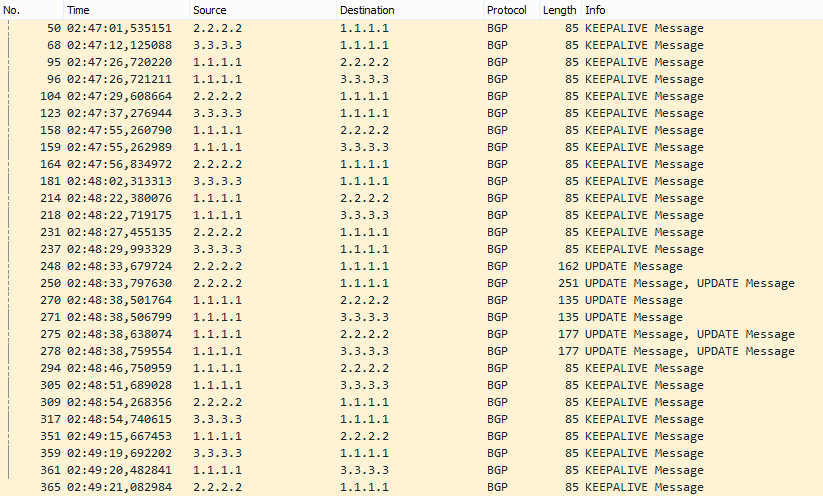 No. Time Source Destination Protocol Length Info
50 02:47:01,535151 2.2.2.2 1.1.1.1 BGP 85 KEEPALIVE Message
68 02:47:12,125088 3.3.3.3 1.1.1.1 BGP 85 KEEPALIVE Message
95 02:47:26,720220 1.1.1.1 2.2.2.2 BGP 85 KEEPALIVE Message
96 02:47:26,721211 1.1.1.1 3.3.3.3 BGP 85 KEEPALIVE Message
104 02:47:29,608664 2.2.2.2 1.1.1.1 BGP 85 KEEPALIVE Message
123 02:47:37,276944 3.3.3.3 1.1.1.1 BGP 85 KEEPALIVE Message
158 02:47:55,260790 1.1.1.1 2.2.2.2 BGP 85 KEEPALIVE Message
159 02:47:55,262989 1.1.1.1 3.3.3.3 BGP 85 KEEPALIVE Message
164 02:47:56,834972 2.2.2.2 1.1.1.1 BGP 85 KEEPALIVE Message
181 02:48:02,313313 3.3.3.3 1.1.1.1 BGP 85 KEEPALIVE Message
214 02:48:22,380076 1.1.1.1 2.2.2.2 BGP 85 KEEPALIVE Message
218 02:48:22,719175 1.1.1.1 3.3.3.3 BGP 85 KEEPALIVE Message
231 02:48:27,455135 2.2.2.2 1.1.1.1 BGP 85 KEEPALIVE Message
237 02:48:29,993329 3.3.3.3 1.1.1.1 BGP 85 KEEPALIVE Message
248 02:48:33,679724 2.2.2.2 1.1.1.1 BGP 162 UPDATE Message
250 02:48:33,797630 2.2.2.2 1.1.1.1 BGP 251 UPDATE Message, UPDATE Message
270 02:48:38,501764 1.1.1.1 2.2.2.2 BGP 135 UPDATE Message
271 02:48:38,506799 1.1.1.1 3.3.3.3 BGP 135 UPDATE Message
275 02:48:38,638074 1.1.1.1 2.2.2.2 BGP 177 UPDATE Message, UPDATE Message
278 02:48:38,759554 1.1.1.1 3.3.3.3 BGP 177 UPDATE Message, UPDATE Message
294 02:48:46,750959 1.1.1.1 2.2.2.2 BGP 85 KEEPALIVE Message
305 02:48:51,689028 1.1.1.1 3.3.3.3 BGP 85 KEEPALIVE Message
309 02:48:54,268356 2.2.2.2 1.1.1.1 BGP 85 KEEPALIVE Message
317 02:48:54,740615 3.3.3.3 1.1.1.1 BGP 85 KEEPALIVE Message
351 02:49:15,667453 1.1.1.1 2.2.2.2 BGP 85 KEEPALIVE Message
359 02:49:19,692202 3.3.3.3 1.1.1.1 BGP 85 KEEPALIVE Message
361 02:49:20,482841 1.1.1.1 3.3.3.3 BGP 85 KEEPALIVE Message
365 02:49:21,082984 2.2.2.2 1.1.1.1 BGP 85 KEEPALIVE Message